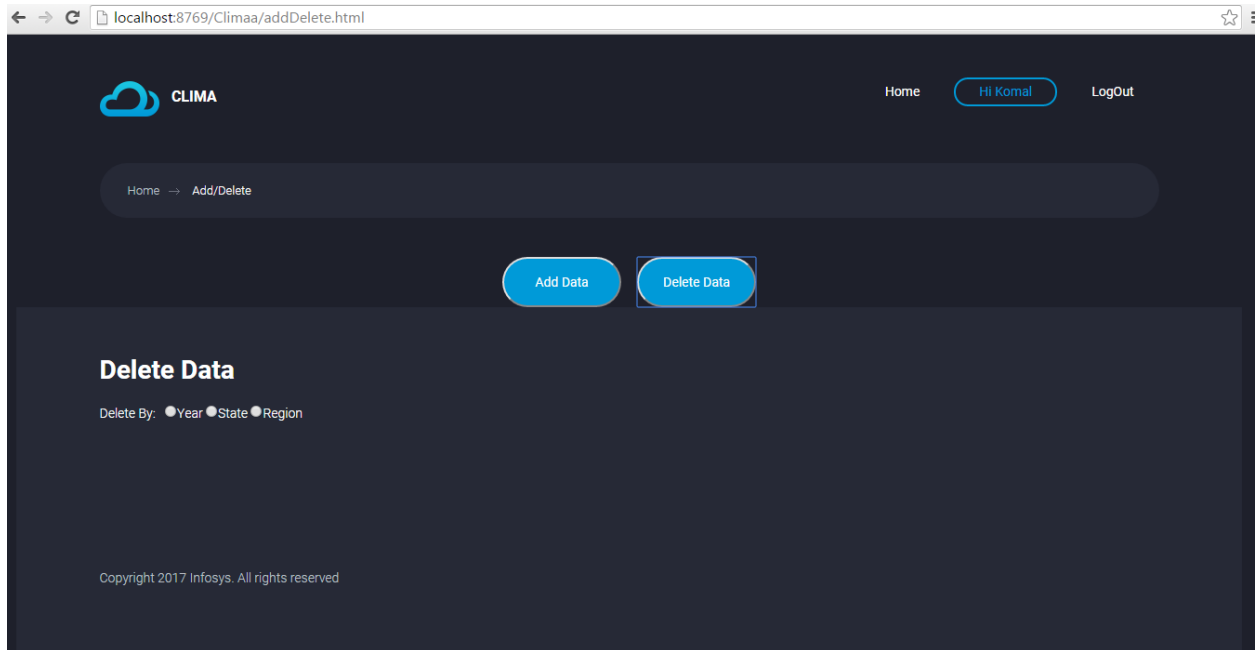 localhost:8769/Climaa/addDelete.html
CLIMA
Home
Hi Komal
LogOut
Home → Add/Delete
Add Data
Delete Data
Delete Data
Delete By: Year State Region
Copyright 2017 Infosys. All rights reserved